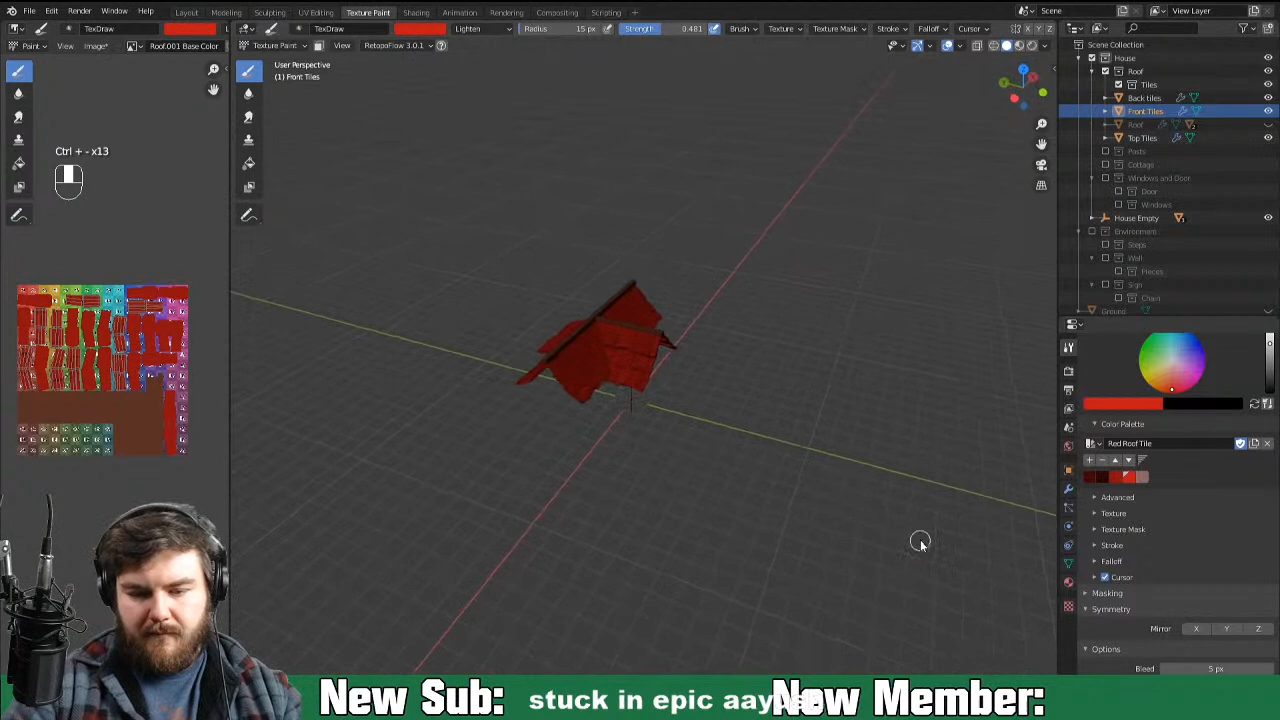 File Edit Render Window Help Layout Modeling Sculpting UV Editing Texture Paint Shading Animation Rendering Compositing Scripting + Scene View Layer
TexDraw TexDraw Lighten Radius 15 px Strength 0.481 Brush Texture Texture Mask Stroke Falloff Cursor X Y Z
Paint View Image* Roof.001 Base Color Texture Paint View RetopoFlow 3.0.1
User Perspective
(1) Front Tiles
Ctrl + - x13
Scene Collection
House
Roof
Tiles
Back tiles
Front Tiles
Roof
Top Tiles
Posts
Cottage
Windows and Door
Door
Windows
House Empty
Environment
Steps
Wall
Pieces
Sign
Chain
Ground
Color Palette
Red Roof Tile
Advanced
Texture
Texture Mask
Stroke
Falloff
Cursor
Masking
Symmetry
Mirror X Y Z
Options
Bleed 5 px
New Sub: stuck in epic New Member: